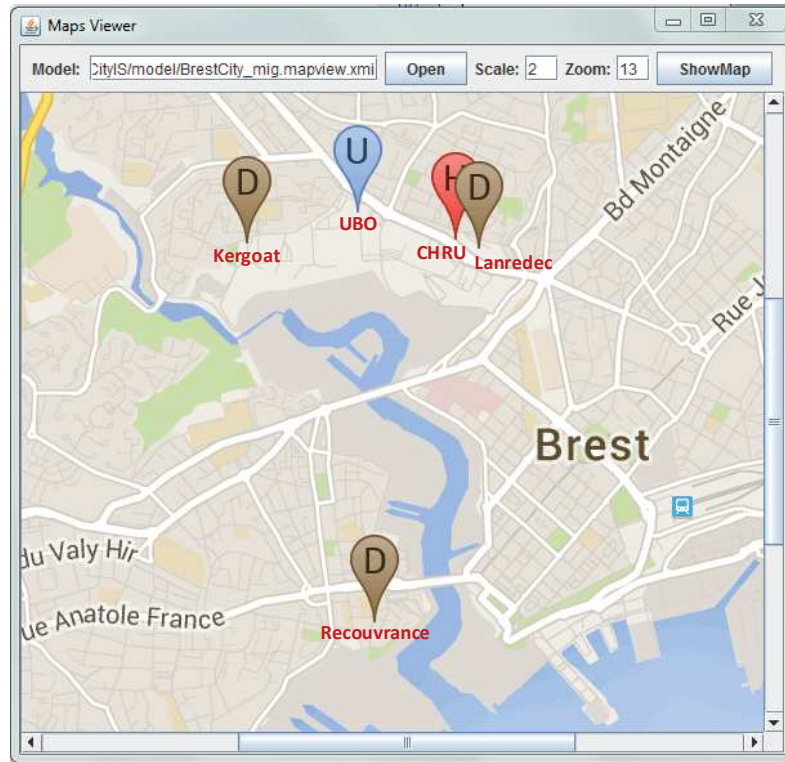 Maps Viewer
Model: CityIS/model/BrestCity_mig.mapview.xmi Open Scale: 2 Zoom: 13 ShowMap
Bd Montaigne
U
D
H
D
UBO
Kergoat
CHRU
Lanredec
Rue J
Brest
du Valy Hir
D
ue Anatole France
Recouvrance